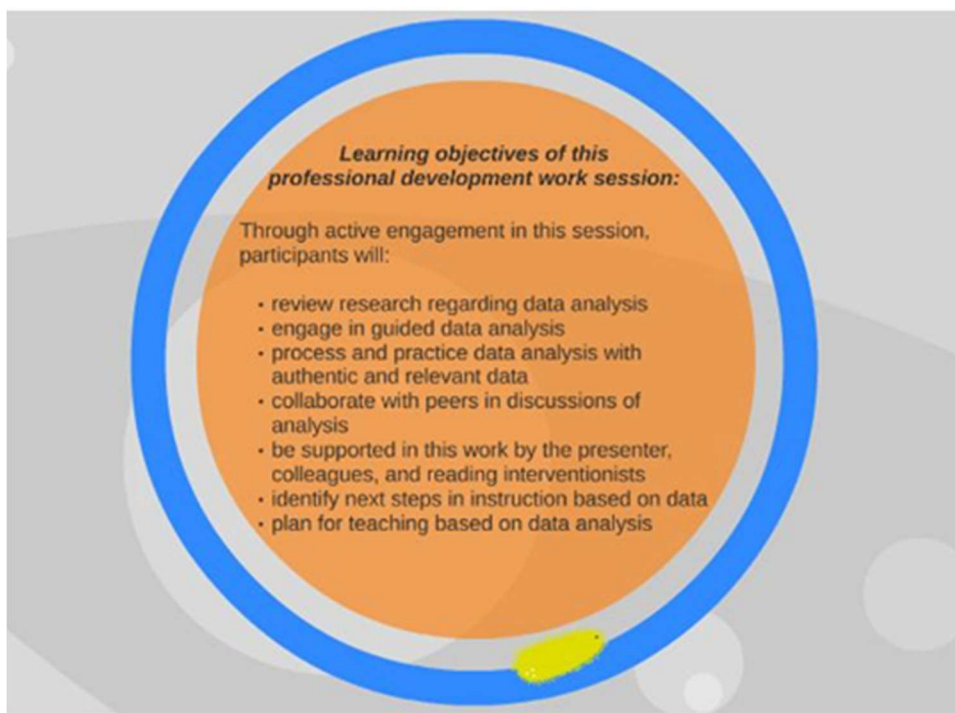 Learning objectives of this
professional development work session:
Through active engagement in this session,
participants will:
• review research regarding data analysis
• engage in guided data analysis
• process and practice data analysis with
authentic and relevant data
• collaborate with peers in discussions of
analysis
• be supported in this work by the presenter,
colleagues, and reading interventionists
• identify next steps in instruction based on data
• plan for teaching based on data analysis